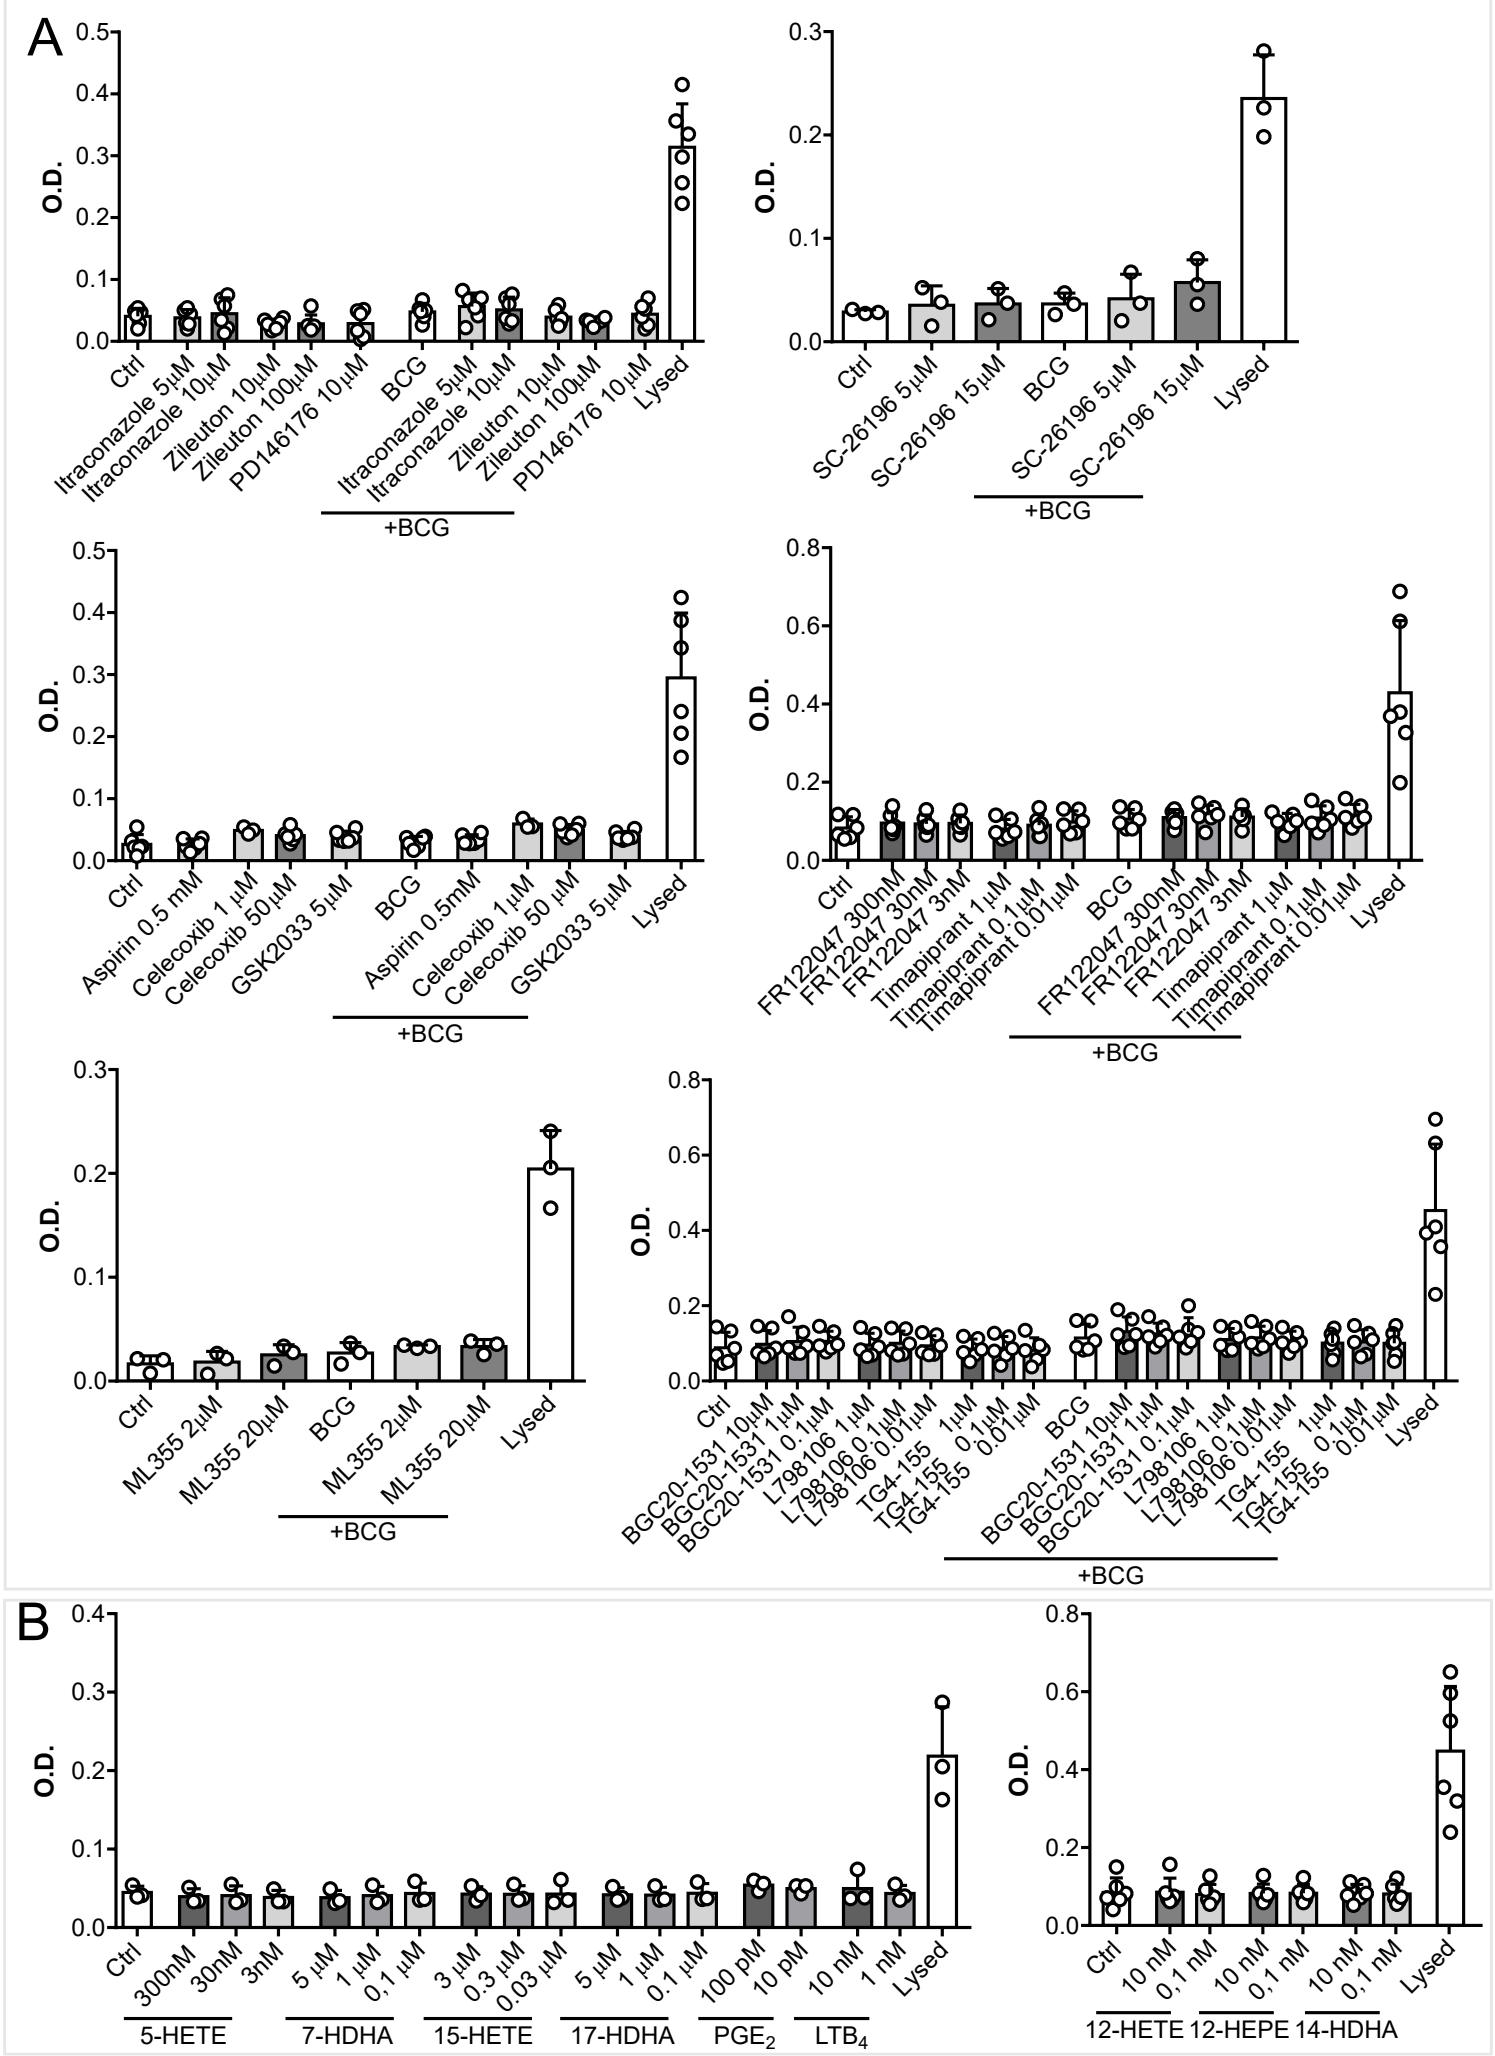 A
0.5
0.4
0.3
0.2
0.1
0.0
O.D.
Ctrl
Itraconazole 5µM
Itraconazole 10µM
Zileuton 10µM
Zileuton 100µM
PD146176 10µM
BCG
Itraconazole 5µM
Itraconazole 10µM
Zileuton 10µM
Zileuton 100µM
PD146176 10µM
Lysed
+BCG
0.3
0.2
0.1
0.0
O.D.
Ctrl
SC-26196 5µM
SC-26196 15µM
BCG
SC-26196 5µM
SC-26196 15µM
Lysed
+BCG
0.5
0.4
0.3
0.2
0.1
0.0
O.D.
Ctrl
Aspirin 0.5 mM
Celecoxib 1 µM
Celecoxib 50µM
GSK2033 5µM
BCG
Aspirin 0.5mM
Celecoxib 1µM
Celecoxib 50 µM
GSK2033 5µM
Lysed
+BCG
0.8
0.6
0.4
0.2
0.0
O.D.
Ctrl
FR122047 300nM
FR122047 30nM
FR122047 3nM
Timapiprant 1µM
Timapiprant 0.1µM
Timapiprant 0.01µM
BCG
FR122047 300nM
FR122047 30nM
FR122047 3nM
Timapiprant 1µM
Timapiprant 0.1µM
Timapiprant 0.01µM
Lysed
+BCG
0.3
0.2
0.1
0.0
O.D.
Ctrl
ML355 2µM
ML355 20µM
BCG
ML355 2µM
ML355 20µM
Lysed
+BCG
0.8
0.6
0.4
0.2
0.0
O.D.
Ctrl
BGC20-1531 10µM
BGC20-1531 1µM
BGC20-1531 0.1µM
L798106 1µM
L798106 0.1µM
L798106 0.01µM
TG4-155 1µM
TG4-155 0.1µM
TG4-155 0.01µM
BCG
BGC20-1531 10µM
BGC20-1531 1µM
BGC20-1531 0.1µM
L798106 1µM
L798106 0.1µM
L798106 0.01µM
TG4-155 1µM
TG4-155 0.1µM
TG4-155 0.01µM
Lysed
+BCG
B
0.4
0.3
0.2
0.1
0.0
O.D.
Ctrl
300nM
30nM
3nM
5 µM
1 µM
0,1 µM
3 µM
0.3 µM
0.03 µM
5 µM
1 µM
0.1 µM
100 pM
10 pM
10 nM
1 nM
Lysed
5-HETE
7-HDHA
15-HETE
17-HDHA
PGE2
LTB4
0.8
0.6
0.4
0.2
0.0
O.D.
Ctrl
10 nM
0,1 nM
10 nM
0,1 nM
10 nM
0,1 nM
Lysed
12-HETE
12-HEPE
14-HDHA